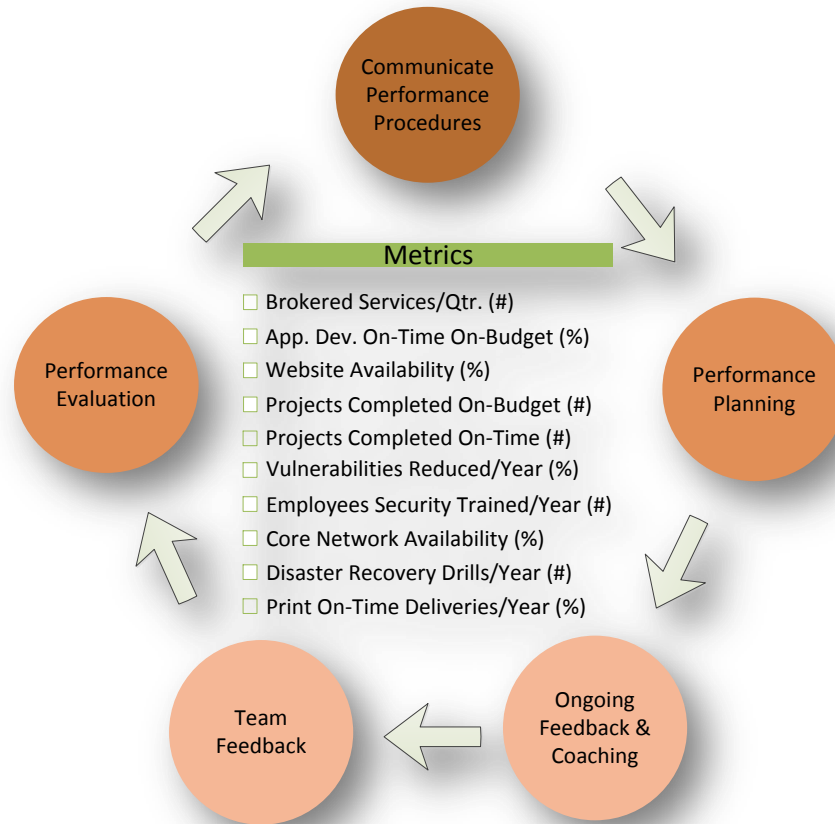 Communicate
Performance
Procedures
Metrics
Brokered Services/Qtr. (#)
App. Dev. On-Time On-Budget (%)
Website Availability (%)
Projects Completed On-Budget (#)
Projects Completed On-Time (#)
Vulnerabilities Reduced/Year (%)
Employees Security Trained/Year (#)
Core Network Availability (%)
Disaster Recovery Drills/Year (#)
Print On-Time Deliveries/Year (%)
Performance
Planning
Ongoing
Feedback &
Coaching
Team
Feedback
Performance
Evaluation